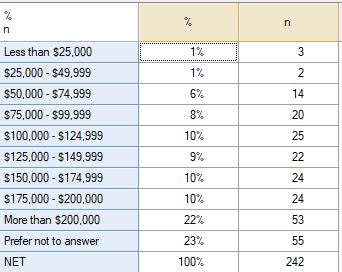 % % n
n
Less than $25,000 1% 3
$25,000 - $49,999 1% 2
$50,000 - $74,999 6% 14
$75,000 - $99,999 8% 20
$100,000 - $124,999 10% 25
$125,000 - $149,999 9% 22
$150,000 - $174,999 10% 24
$175,000 - $200,000 10% 24
More than $200,000 22% 53
Prefer not to answer 23% 55
NET 100% 242